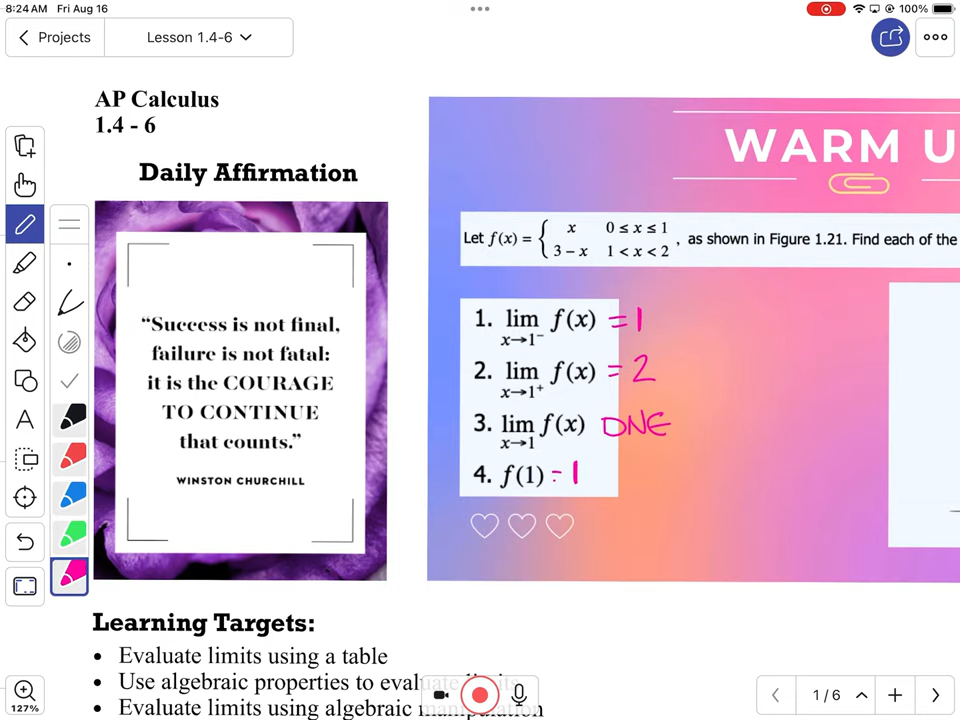 8:24 AM Fri Aug 16
100%
Projects
Lesson 1.4-6
AP Calculus
1.4 - 6
Daily Affirmation
“Success is not final,
failure is not fatal:
it is the COURAGE
TO CONTINUE
that counts.”
WINSTON CHURCHILL
WARM U
Let f(x) = { x 0 ≤ x ≤ 1
3 − x 1 < x < 2 , as shown in Figure 1.21. Find each of the
1. lim x→1⁻ f(x) = 1
2. lim x→1⁺ f(x) = 2
3. lim x→1 f(x) DNE
4. f(1) = 1
Learning Targets:
• Evaluate limits using a table
• Use algebraic properties to evaluate limits
• Evaluate limits using algebraic manipulation
A
127%
1 / 6